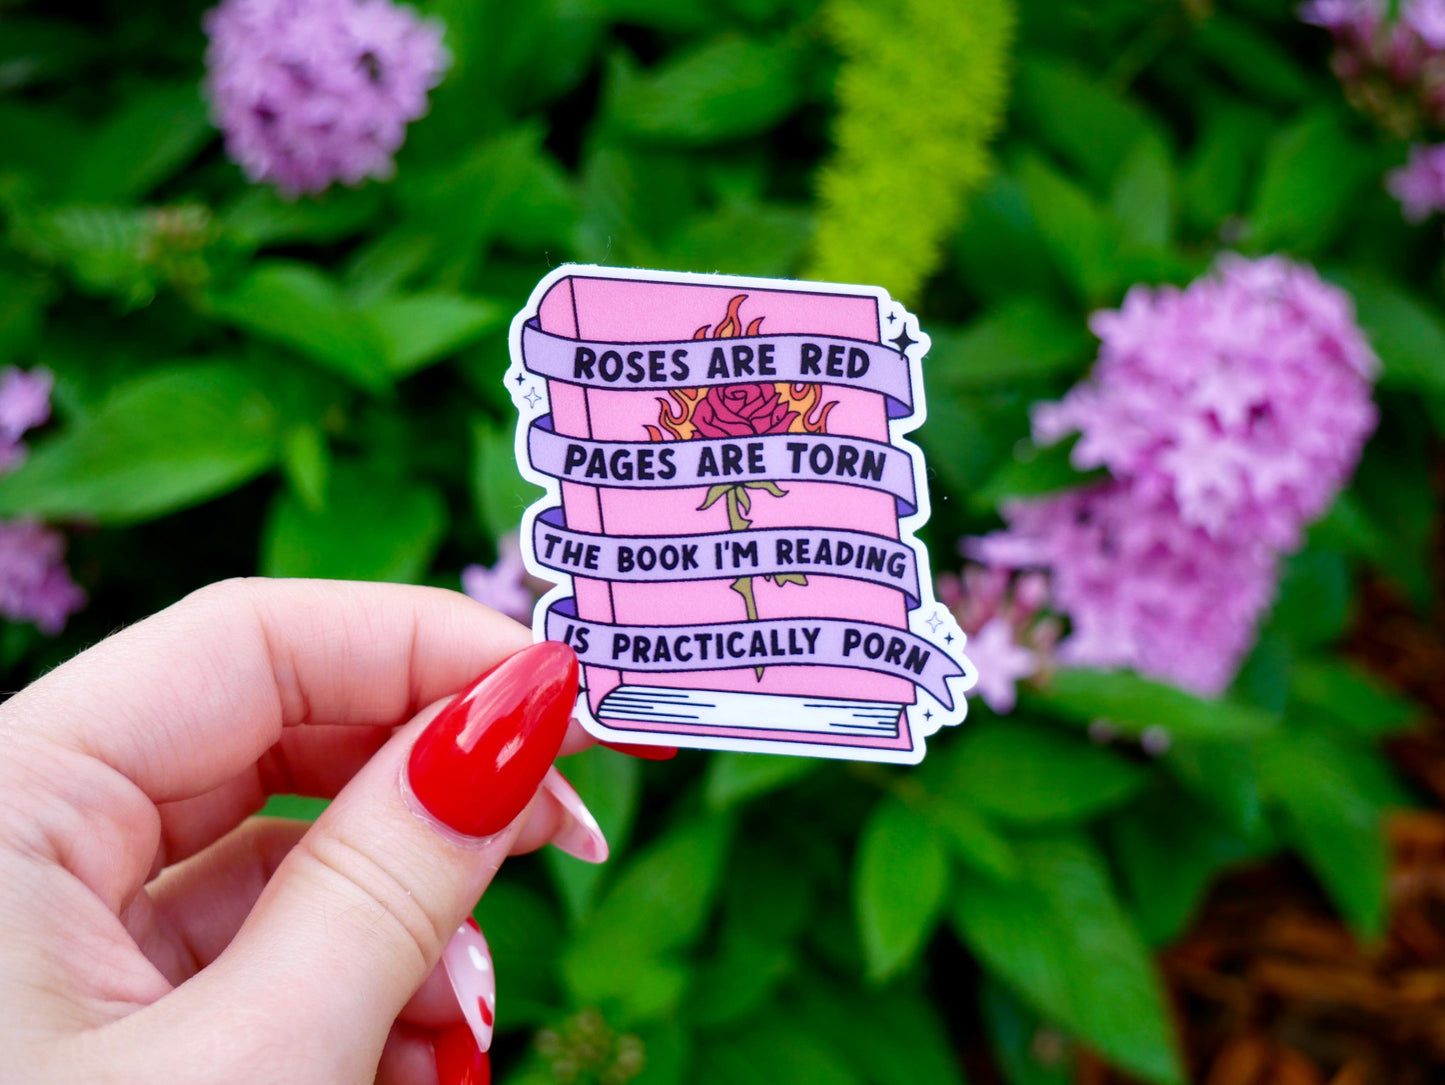 ROSES ARE RED
PAGES ARE TORN
THE BOOK I'M READING
IS PRACTICALLY PORN